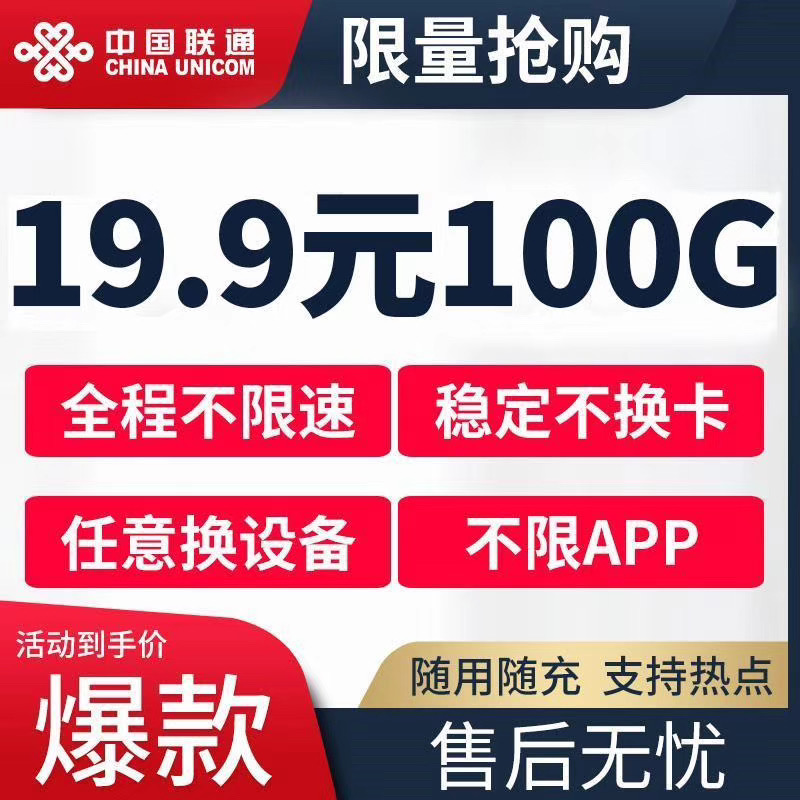 中国联通
CHINA UNICOM
限量抢购
19.9元100G
全程不限速
稳定不换卡
任意换设备
不限APP
活动到手价
爆款
随用随充 支持热点
售后无忧